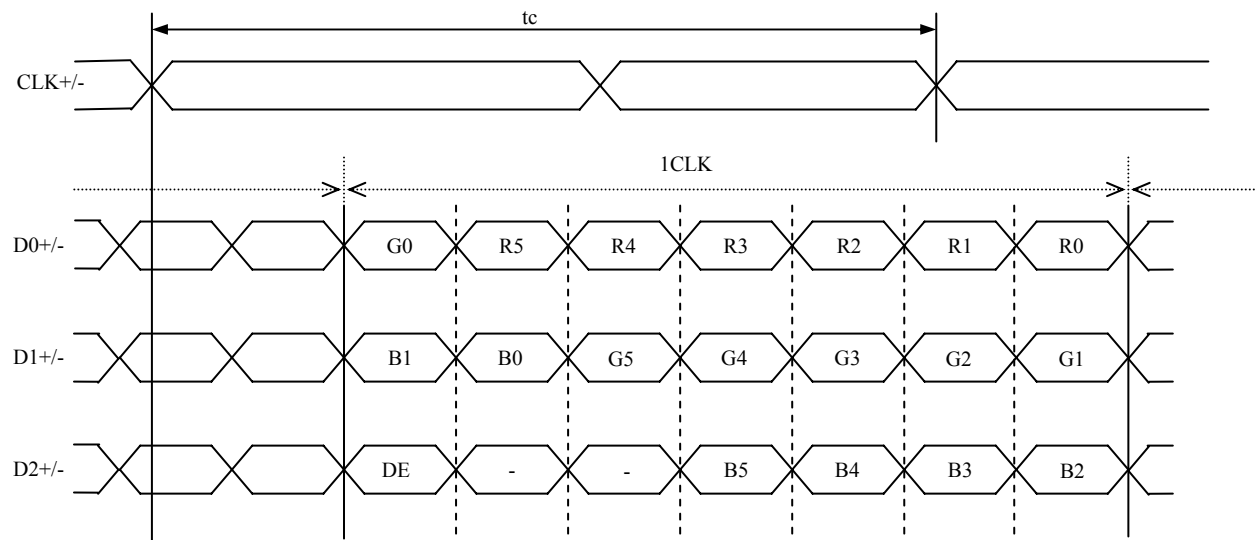 tc
CLK+/-
1CLK
D0+/- G0 R5 R4 R3 R2 R1 R0
D1+/- B1 B0 G5 G4 G3 G2 G1
D2+/- DE - - B5 B4 B3 B2